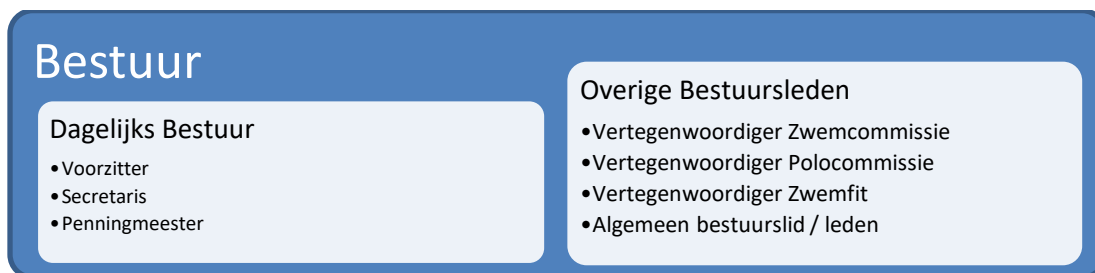 Bestuur
Dagelijks Bestuur
•Voorzitter
•Secretaris
•Penningmeester
Overige Bestuursleden
•Vertegenwoordiger Zwemcommissie
•Vertegenwoordiger Polocommissie
•Vertegenwoordiger Zwemfit
•Algemeen bestuurslid / leden